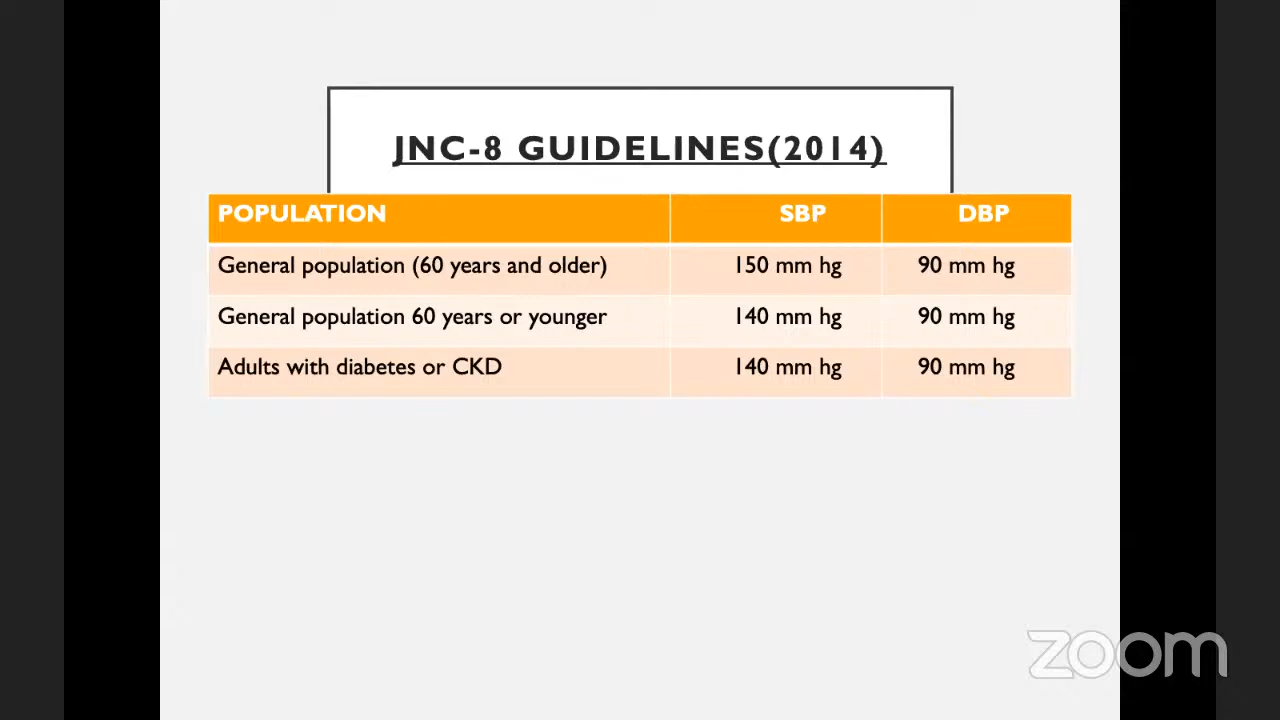 JNC-8 GUIDELINES(2014)
POPULATION SBP DBP
General population (60 years and older) 150 mm hg 90 mm hg
General population 60 years or younger 140 mm hg 90 mm hg
Adults with diabetes or CKD 140 mm hg 90 mm hg
zoom